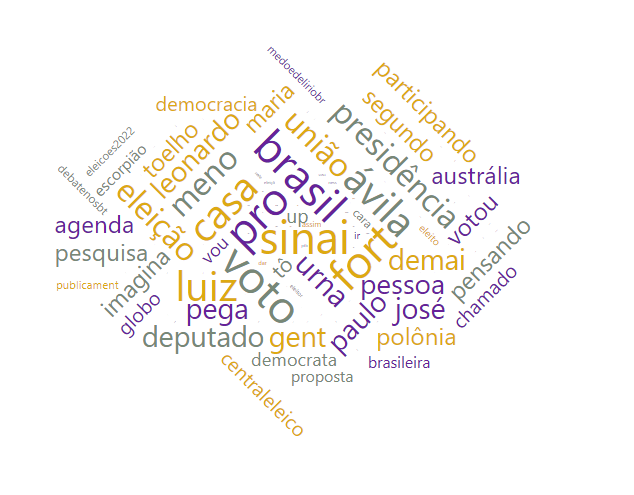 medoedeliriobr
participando
democracia
maria
segundo
eleicoes2022
toelho
leonardo
união
presidência
debatenosbt
escorpião
meno
brasil
ávila
austrália
eleição
casa
pro
votou
agenda
up
cara
assim
eleito
pesquisa
vou
sinai
ir
fort
pensando
imagina
voto
tô
demai
publicament
luiz
urna
pessoa
chamado
globo
pega
paulo
josé
deputado
gent
polônia
democrata
brasileira
proposta
centraleleico
eleitor